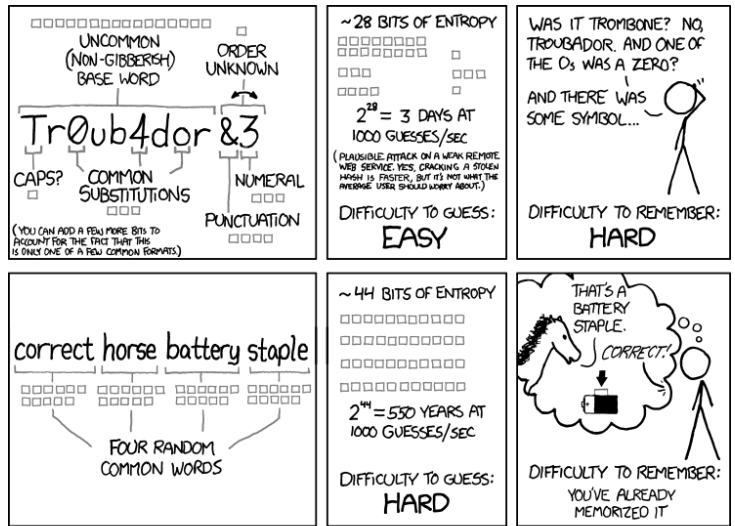 UNCOMMON
(NON-GIBBERISH)
BASE WORD
ORDER
UNKNOWN
Tr0ub4dor &3
CAPS?
COMMON
SUBSTITUTIONS
NUMERAL
PUNCTUATION
(YOU CAN ADD A FEW MORE BITS TO
ACCOUNT FOR THE FACT THAT THIS
IS ONLY ONE OF A FEW COMMON FORMATS.)
~28 BITS OF ENTROPY
2^28 = 3 DAYS AT
1000 GUESSES/SEC
(PLAUSIBLE ATTACK ON A WEAK REMOTE
WEB SERVICE. YES, CRACKING A STOLEN
HASH IS FASTER, BUT IT'S NOT WHAT THE
AVERAGE USER SHOULD WORRY ABOUT.)
DIFFICULTY TO GUESS:
EASY
WAS IT TROMBONE? NO,
TROUBADOR. AND ONE OF
THE Os WAS A ZERO?
AND THERE WAS
SOME SYMBOL...
DIFFICULTY TO REMEMBER:
HARD
correct horse battery staple
FOUR RANDOM
COMMON WORDS
~44 BITS OF ENTROPY
2^44 = 550 YEARS AT
1000 GUESSES/SEC
DIFFICULTY TO GUESS:
HARD
THAT'S A
BATTERY
STAPLE.
CORRECT!
DIFFICULTY TO REMEMBER:
YOU'VE ALREADY
MEMORIZED IT